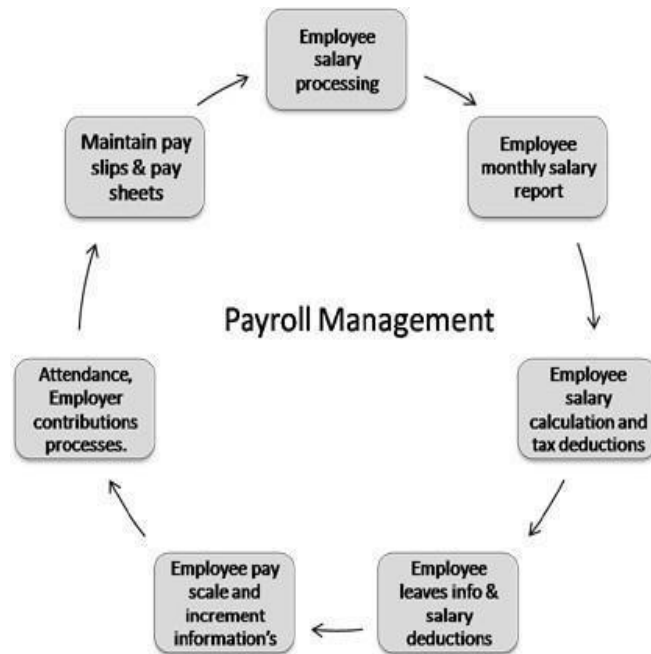 Employee
salary
processing
Employee
monthly salary
report
Employee
salary
calculation and
tax deductions
Employee
leaves info &
salary
deductions
Employee pay
scale and
increment
information's
Attendance,
Employer
contributions
processes.
Maintain pay
slips & pay
sheets
Payroll Management